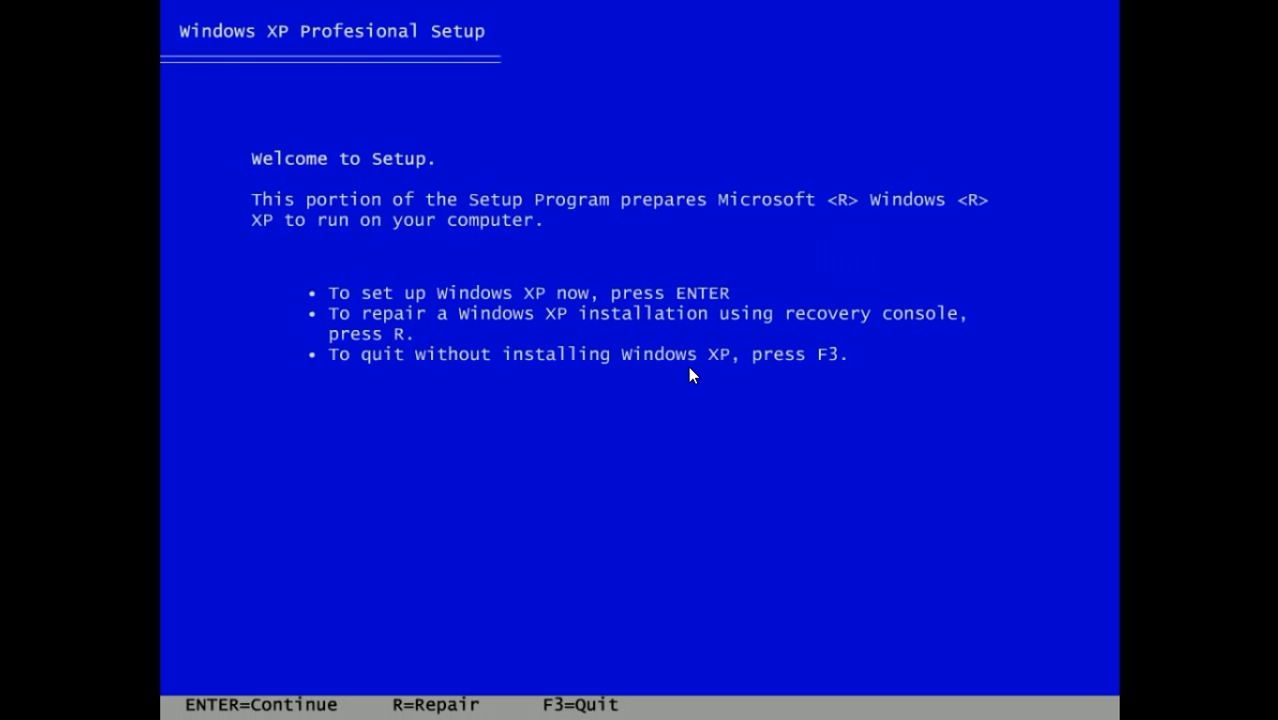 Windows XP Profesional Setup
Welcome to Setup.
This portion of the Setup Program prepares Microsoft <R> Windows <R>
XP to run on your computer.
• To set up Windows XP now, press ENTER
• To repair a Windows XP installation using recovery console,
press R.
• To quit without installing Windows XP, press F3.
ENTER=Continue R=Repair F3=Quit